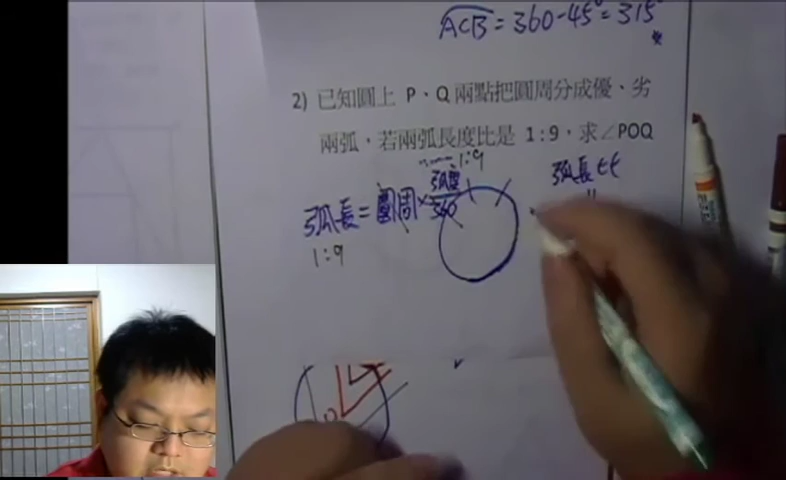 ACB = 360 - 45° = 315°
2) 已知圓上 P、Q 兩點把圓周分成優、劣
兩弧，若兩弧長度比是 1:9，求∠POQ
1:9
弧長 = 圓周 × 弧度/360
弧長比
1:9